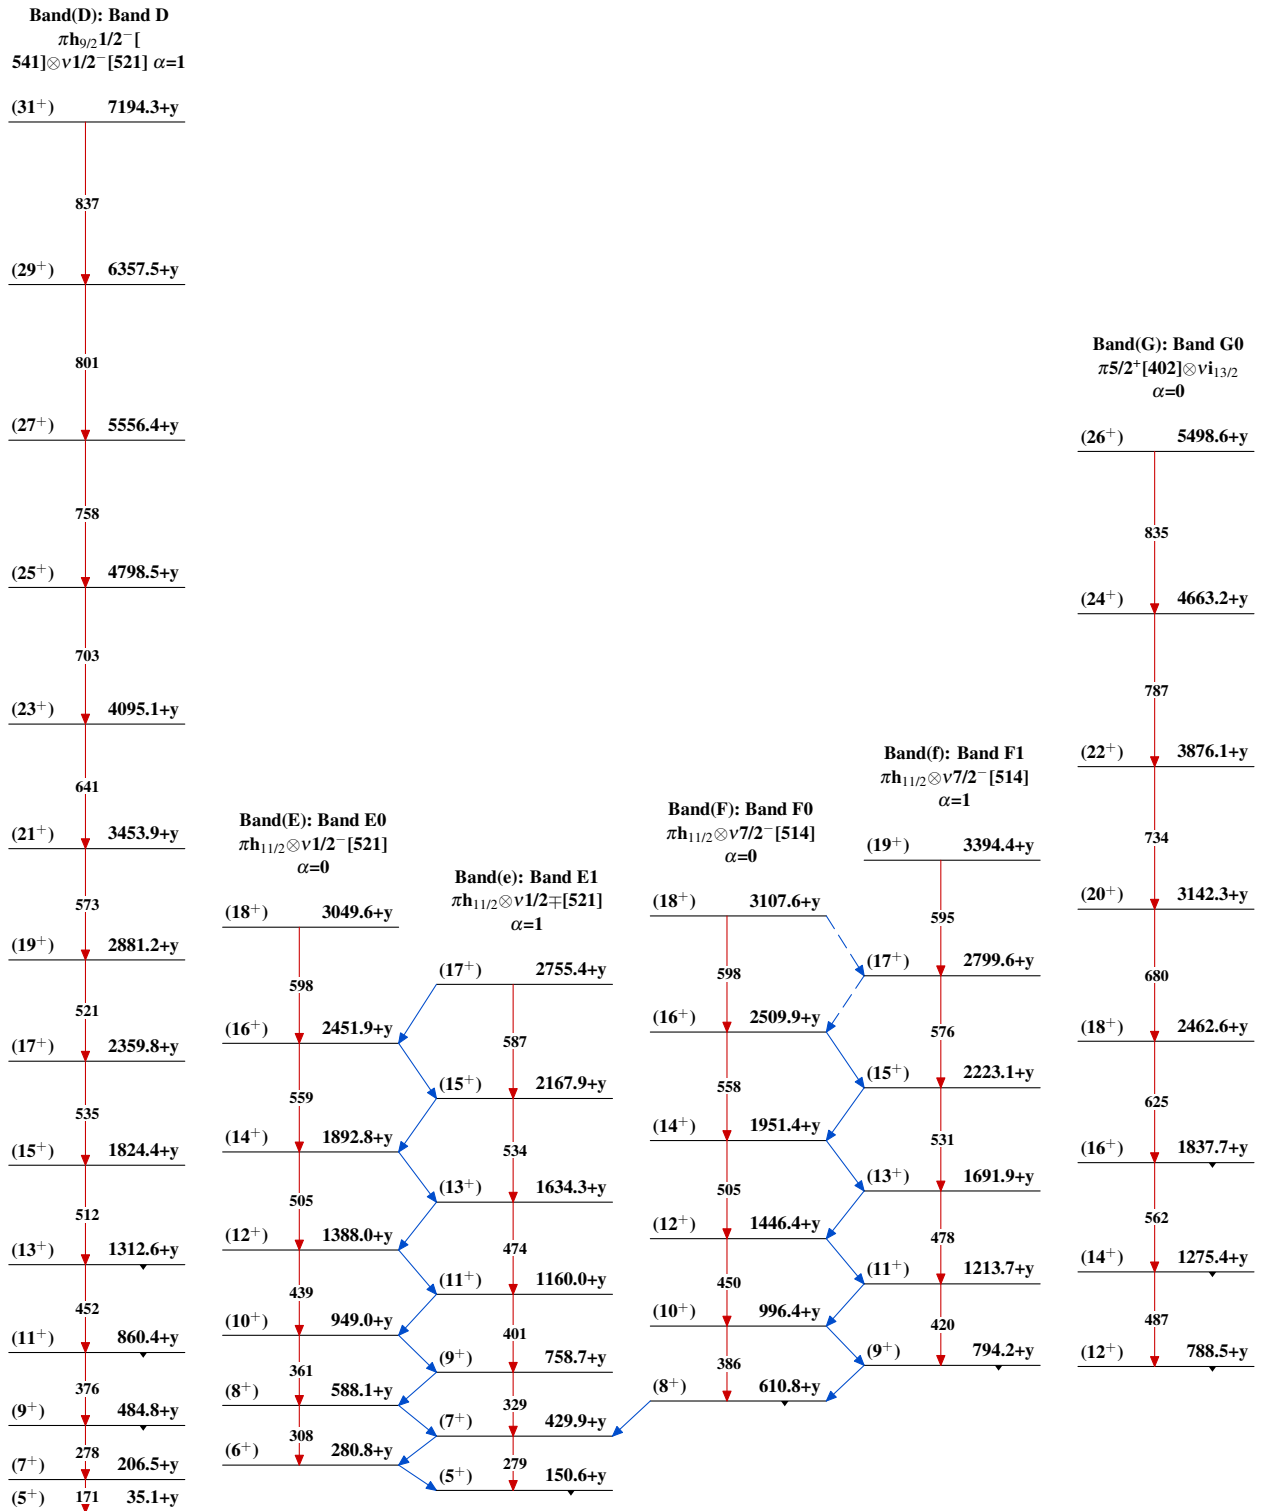 Band(D): Band D
πh9/21/2−[
541]⊗ν1/2−[521] α=1
(31+) 7194.3+y
837
(29+) 6357.5+y
801
(27+) 5556.4+y
758
(25+) 4798.5+y
703
(23+) 4095.1+y
641
(21+) 3453.9+y
573
(19+) 2881.2+y
521
(17+) 2359.8+y
535
(15+) 1824.4+y
512
(13+) 1312.6+y
452
(11+) 860.4+y
376
(9+) 484.8+y
278
(7+) 206.5+y
171
(5+) 35.1+y
Band(E): Band E0
πh11/2⊗ν1/2−[521]
α=0
(18+) 3049.6+y
598
(16+) 2451.9+y
559
(14+) 1892.8+y
505
(12+) 1388.0+y
439
(10+) 949.0+y
361
(8+) 588.1+y
308
(6+) 280.8+y
Band(e): Band E1
πh11/2⊗ν1/2∓[521]
α=1
(17+) 2755.4+y
587
(15+) 2167.9+y
534
(13+) 1634.3+y
474
(11+) 1160.0+y
401
(9+) 758.7+y
329
(7+) 429.9+y
279
(5+) 150.6+y
Band(F): Band F0
πh11/2⊗ν7/2−[514]
α=0
(18+) 3107.6+y
598
(16+) 2509.9+y
558
(14+) 1951.4+y
505
(12+) 1446.4+y
450
(10+) 996.4+y
386
(8+) 610.8+y
Band(f): Band F1
πh11/2⊗ν7/2−[514]
α=1
(19+) 3394.4+y
595
(17+) 2799.6+y
576
(15+) 2223.1+y
531
(13+) 1691.9+y
478
(11+) 1213.7+y
420
(9+) 794.2+y
Band(G): Band G0
π5/2+[402]⊗νi13/2
α=0
(26+) 5498.6+y
835
(24+) 4663.2+y
787
(22+) 3876.1+y
734
(20+) 3142.3+y
680
(18+) 2462.6+y
625
(16+) 1837.7+y
562
(14+) 1275.4+y
487
(12+) 788.5+y